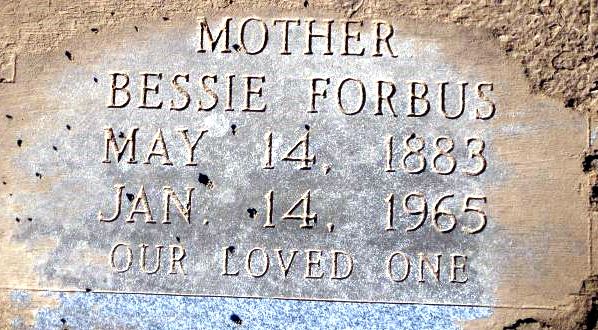 MOTHER
BESSIE FORBUS
MAY 14, 1883
JAN. 14, 1965
OUR LOVED ONE